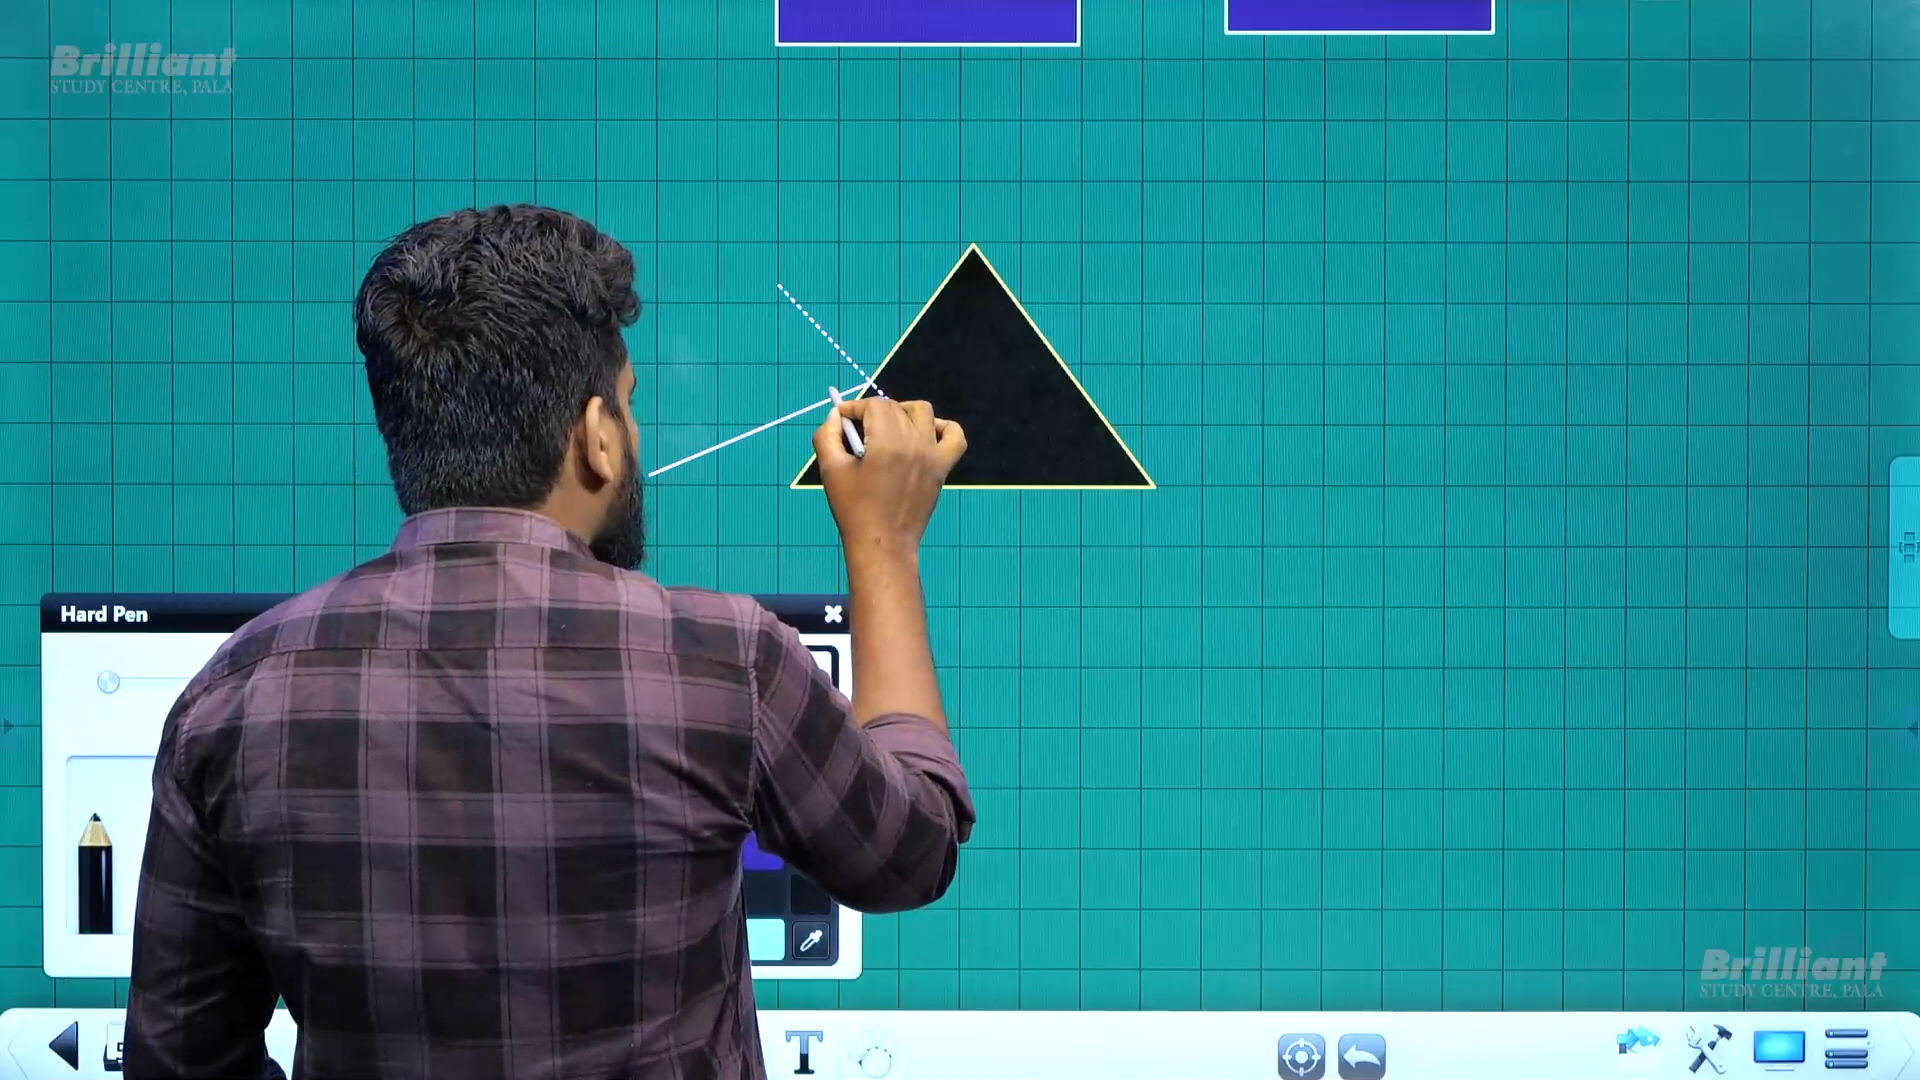 Brilliant
STUDY CENTRE, PALA
Hard Pen
T
Brilliant
STUDY CENTRE, PALA